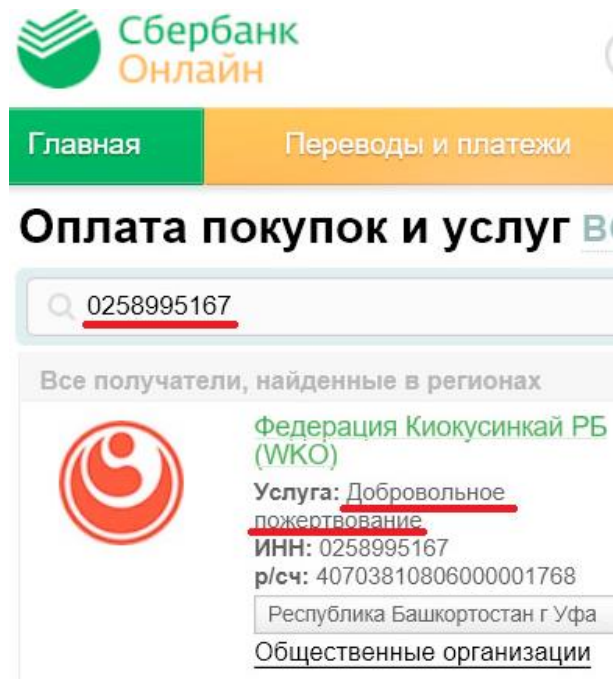 Сбербанк
Онлайн
Главная
Переводы и платежи
Оплата покупок и услуг
0258995167
Все получатели, найденные в регионах
Федерация Киокусинкай РБ
(WKO)
Услуга: Добровольное
пожертвование
ИНН: 0258995167
р/сч: 40703810806000001768
Республика Башкортостан г Уфа
Общественные организации